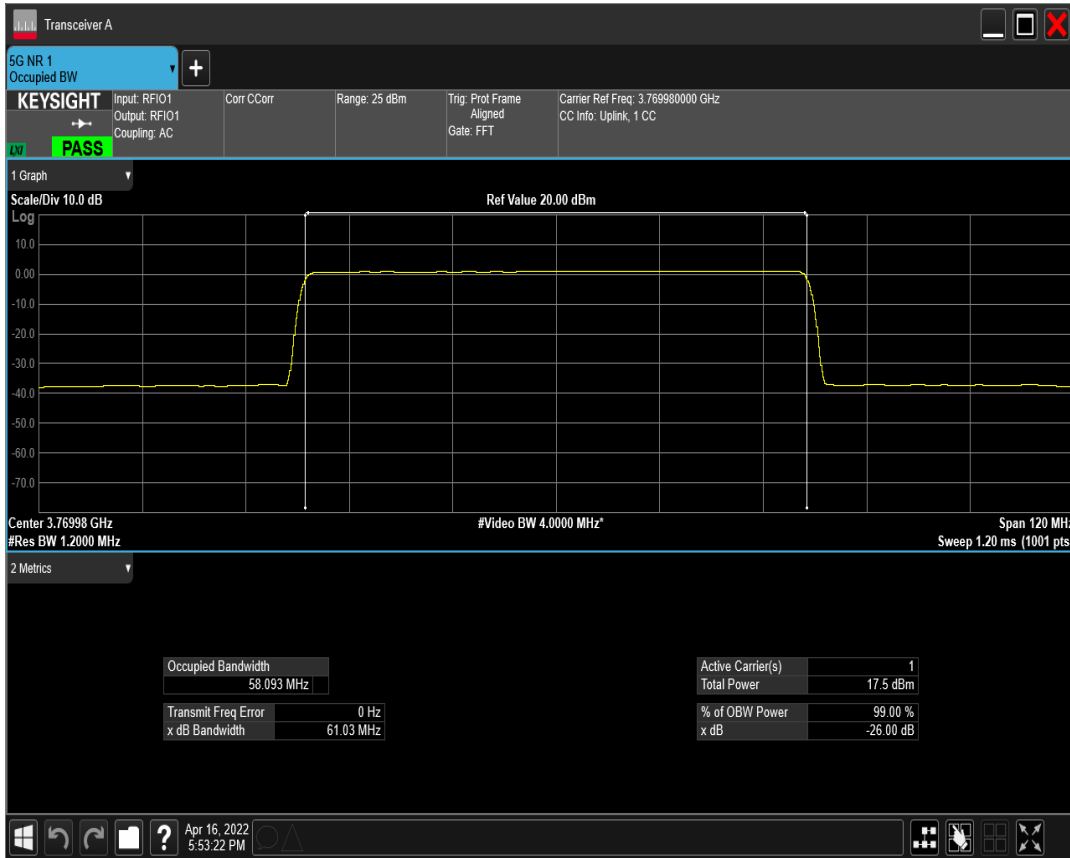 Transceiver A
5G NR 1
Occupied BW
KEYSIGHT
LXI
PASS
Input: RFIO1
Output: RFIO1
Coupling: AC
Corr CCorr
Range: 25 dBm
Trig: Prot Frame
Aligned
Gate: FFT
Carrier Ref Freq: 3.769980000 GHz
CC Info: Uplink, 1 CC
1 Graph
Scale/Div 10.0 dB
Ref Value 20.00 dBm
Log
10.0
0.00
-10.0
-20.0
-30.0
-40.0
-50.0
-60.0
-70.0
Center 3.76998 GHz
#Video BW 4.0000 MHz*
Span 120 MHz
#Res BW 1.2000 MHz
Sweep 1.20 ms (1001 pts
2 Metrics
Occupied Bandwidth
58.093 MHz
Transmit Freq Error 0 Hz
x dB Bandwidth 61.03 MHz
Active Carrier(s) 1
Total Power 17.5 dBm
% of OBW Power 99.00 %
x dB -26.00 dB
?
Apr 16, 2022
5:53:22 PM